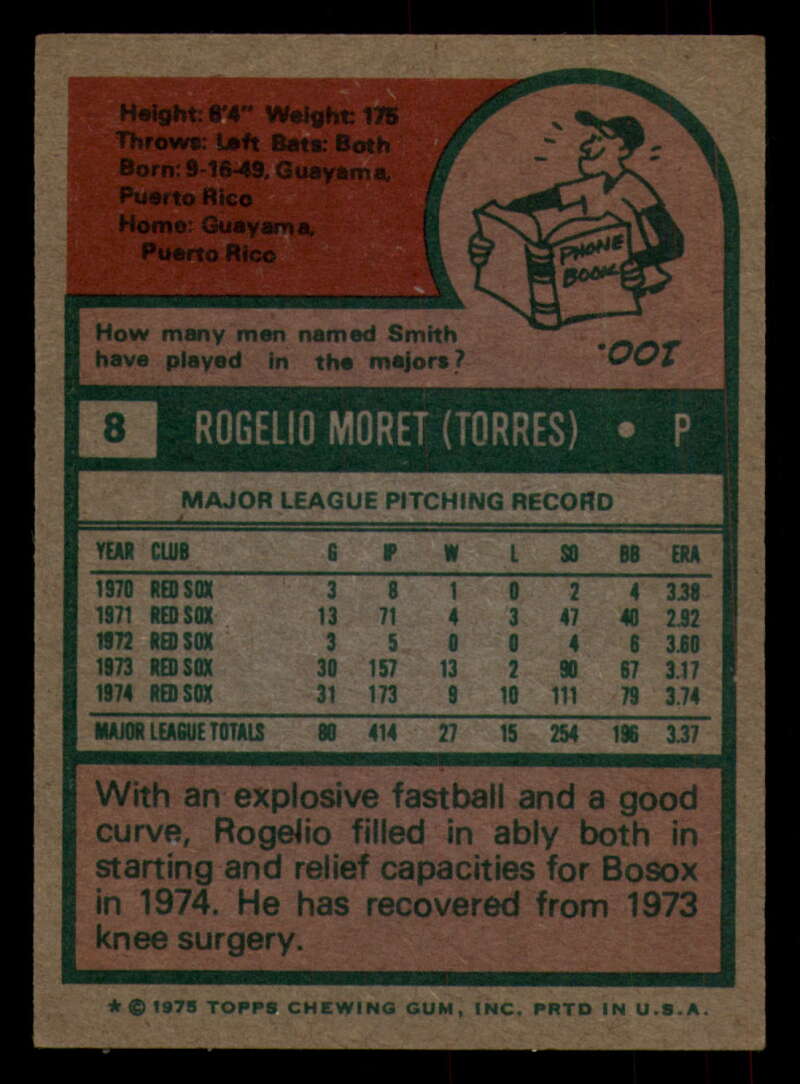 Height: 6'4" Weight: 175
Throws: Left Bats: Both
Born: 9-16-49, Guayama,
Puerto Rico
Home: Guayama,
Puerto Rico
PHONE
BOOK
How many men named Smith
have played in the majors?
100.
8 ROGELIO MORET (TORRES) • P
MAJOR LEAGUE PITCHING RECORD
YEAR CLUB G IP W L SO BB ERA
1970 RED SOX 3 8 1 0 2 4 3.38
1971 RED SOX 13 71 4 3 47 40 2.92
1972 RED SOX 3 5 0 0 4 6 3.60
1973 RED SOX 30 157 13 2 90 67 3.17
1974 RED SOX 31 173 9 10 111 79 3.74
MAJOR LEAGUE TOTALS 80 414 27 15 254 196 3.37
With an explosive fastball and a good
curve, Rogelio filled in ably both in
starting and relief capacities for Bosox
in 1974. He has recovered from 1973
knee surgery.
* © 1975 TOPPS CHEWING GUM, INC. PRTD IN U.S.A.